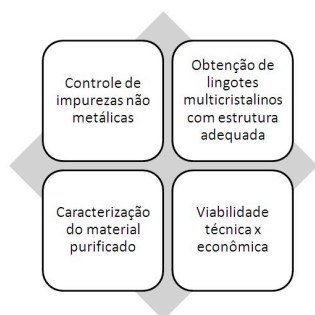 Controle de
impurezas não
metálicas
Obtenção de
lingotes
multicristalinos
com estrutura
adequada
Caracterização
do material
purificado
Viabilidade
técnica x
econômica